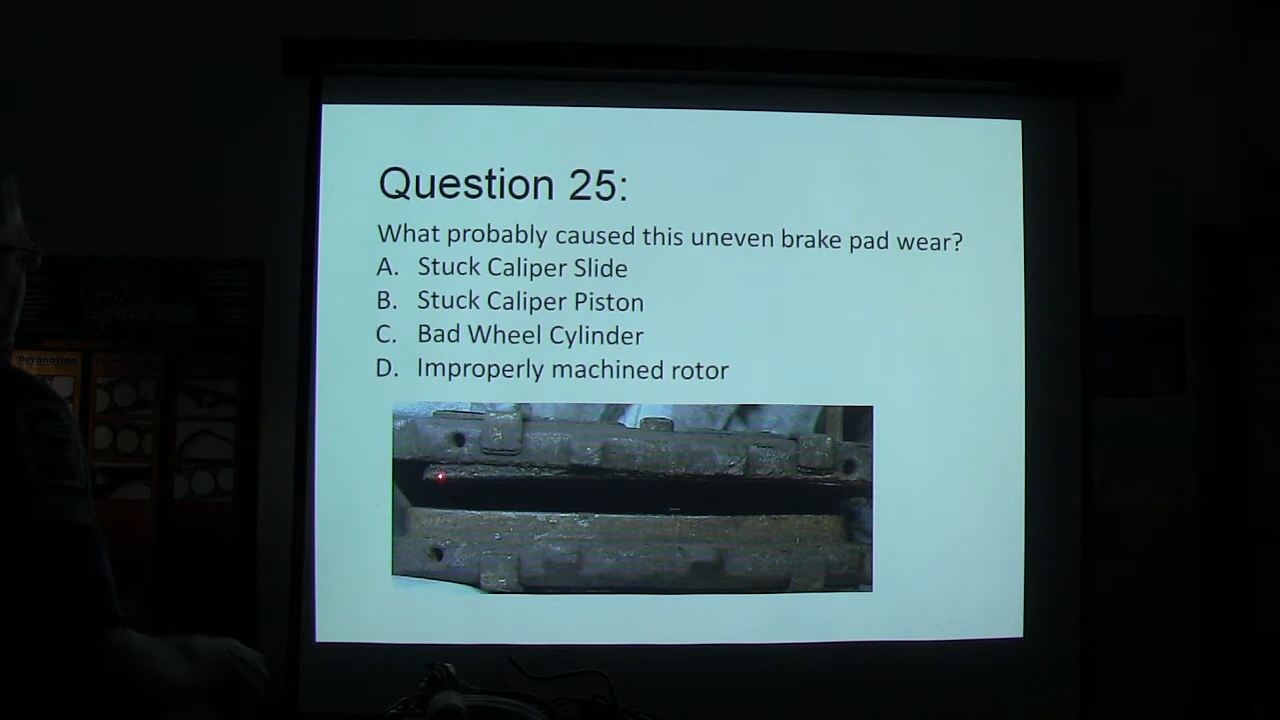 Question 25:
What probably caused this uneven brake pad wear?
A. Stuck Caliper Slide
B. Stuck Caliper Piston
C. Bad Wheel Cylinder
D. Improperly machined rotor
Detonation